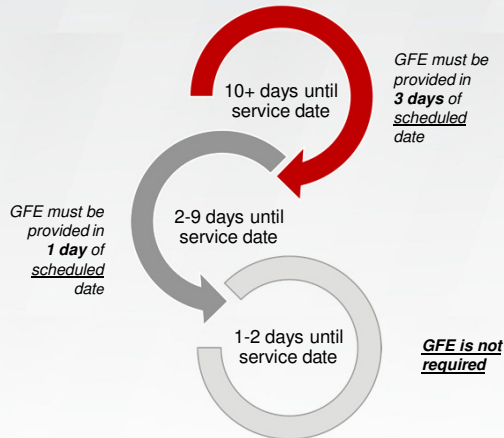 10+ days until
service date
GFE must be
provided in
3 days of
scheduled
date
2-9 days until
service date
GFE must be
provided in
1 day of
scheduled
date
1-2 days until
service date
GFE is not
required